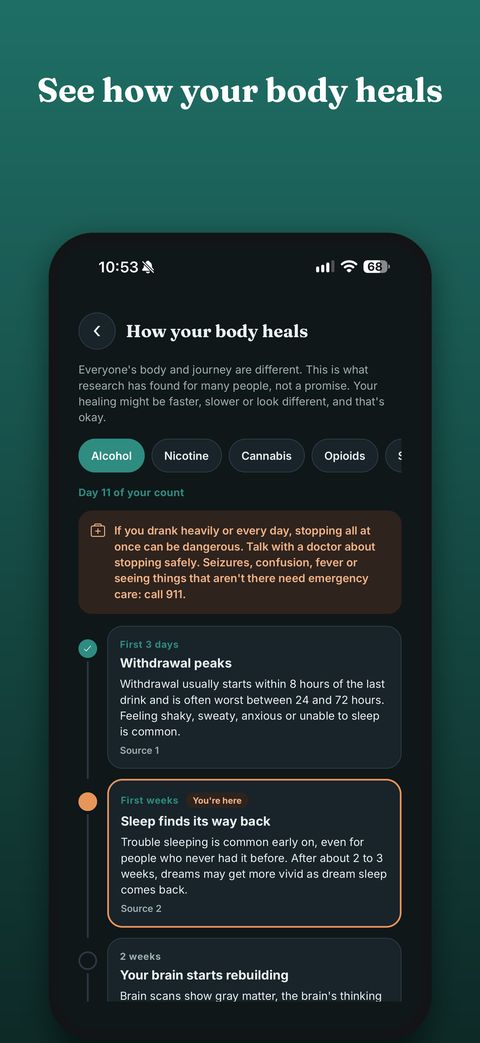 See how your body heals
10:53
68
How your body heals
Everyone's body and journey are different. This is what
research has found for many people, not a promise. Your
healing might be faster, slower or look different, and that's
okay.
Alcohol Nicotine Cannabis Opioids
Day 11 of your count
If you drank heavily or every day, stopping all at
once can be dangerous. Talk with a doctor about
stopping safely. Seizures, confusion, fever or
seeing things that aren't there need emergency
care: call 911.
First 3 days
Withdrawal peaks
Withdrawal usually starts within 8 hours of the last
drink and is often worst between 24 and 72 hours.
Feeling shaky, sweaty, anxious or unable to sleep
is common.
Source 1
First weeks You're here
Sleep finds its way back
Trouble sleeping is common early on, even for
people who never had it before. After about 2 to 3
weeks, dreams may get more vivid as dream sleep
comes back.
Source 2
2 weeks
Your brain starts rebuilding
Brain scans show gray matter, the brain's thinking